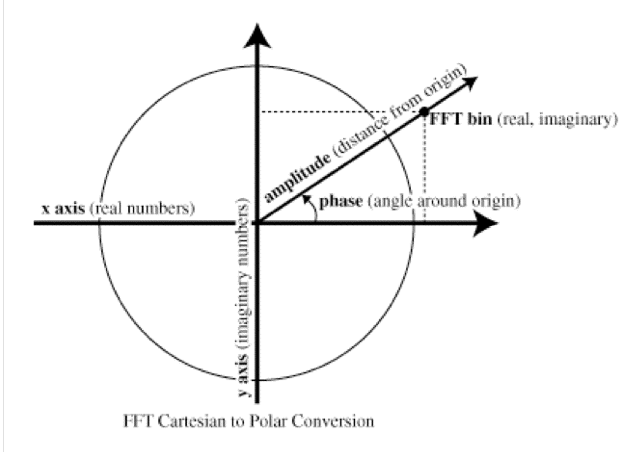 amplitude (distance from origin)
FFT bin (real, imaginary)
x axis (real numbers)
phase (angle around origin)
y axis (imaginary numbers)
FFT Cartesian to Polar Conversion